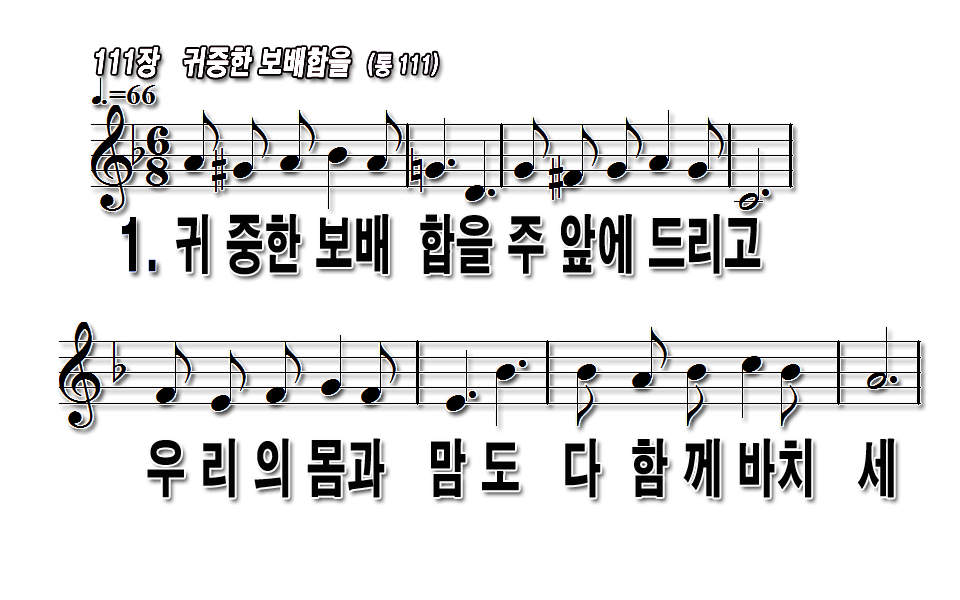 111장 귀중한 보배합을 (통 111)
♩.=66
6
8
1. 귀 중한 보배 합을 주 앞에 드리고
우 리 의 몸과 맘 도 다 함 께 바치 세